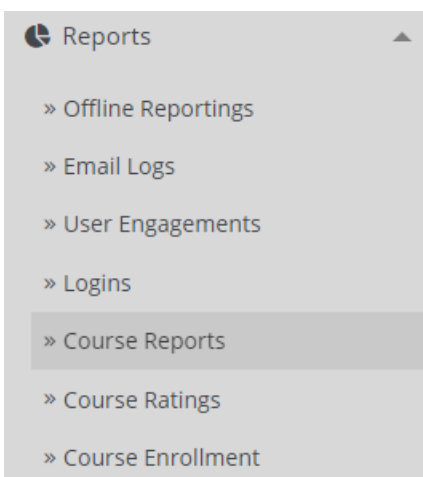 Reports
» Offline Reportings
» Email Logs
» User Engagements
» Logins
» Course Reports
» Course Ratings
» Course Enrollment